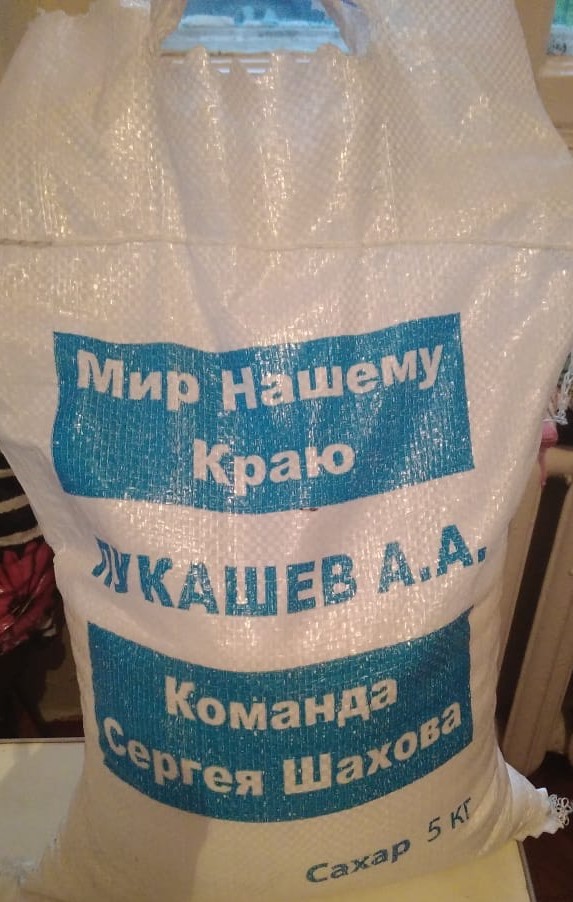 Мир Нашему
Краю
ЛУКАШЕВ А.А.
Команда
Сергея Шахова
Сахар 5 кг